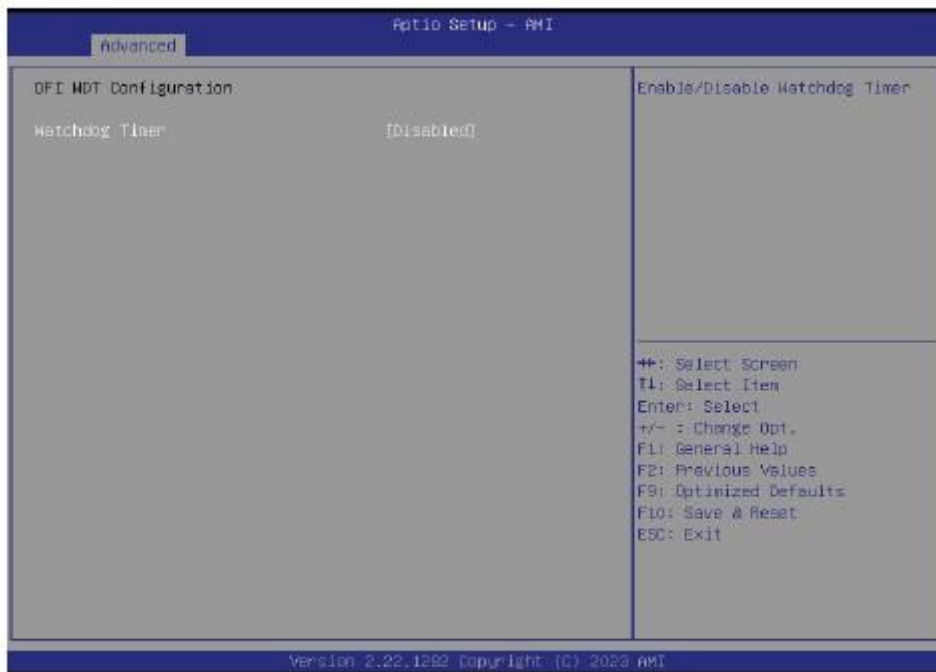 Aptio Setup - AMI
Advanced
DFI WDT Configuration
Watchdog Timer [Disabled]
Enable/Disable Watchdog Timer
→←: Select Screen
↑↓: Select Item
Enter: Select
+/- : Change Opt.
F1: General Help
F2: Previous Values
F9: Optimized Defaults
F10: Save & Reset
ESC: Exit
Version 2.22.1282 Copyright (C) 2023 AMI